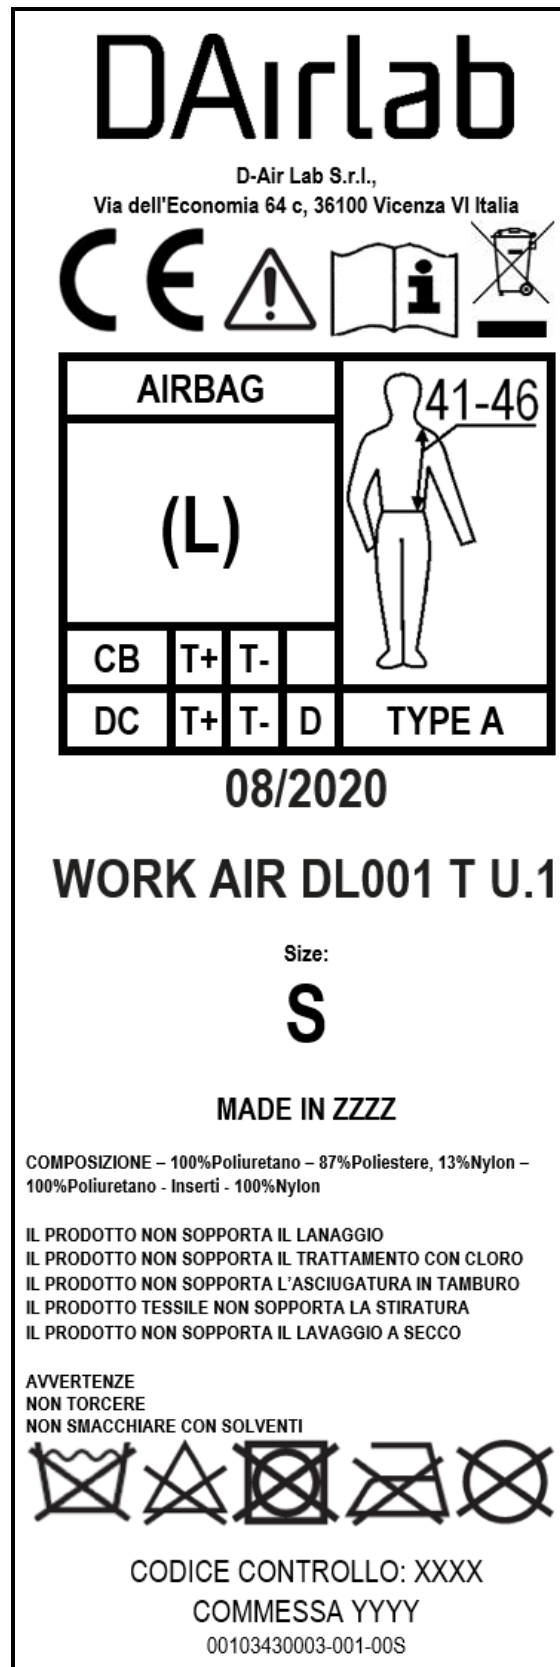 DAIrlab
D-Air Lab S.r.l.,
Via dell'Economia 64 c, 36100 Vicenza VI Italia
CE
i
AIRBAG
41-46
(L)
CB T+ T-
DC T+ T- D TYPE A
08/2020
WORK AIR DL001 T U.1
Size:
S
MADE IN ZZZZ
COMPOSIZIONE – 100%Poliuretano – 87%Poliestere, 13%Nylon –
100%Poliuretano - Inserti - 100%Nylon
IL PRODOTTO NON SOPPORTA IL LANAGGIO
IL PRODOTTO NON SOPPORTA IL TRATTAMENTO CON CLORO
IL PRODOTTO NON SOPPORTA L'ASCIUGATURA IN TAMBURO
IL PRODOTTO TESSILE NON SOPPORTA LA STIRATURA
IL PRODOTTO NON SOPPORTA IL LAVAGGIO A SECCO
AVVERTENZE
NON TORCERE
NON SMACCHIARE CON SOLVENTI
CODICE CONTROLLO: XXXX
COMMESSA YYYY
00103430003-001-00S